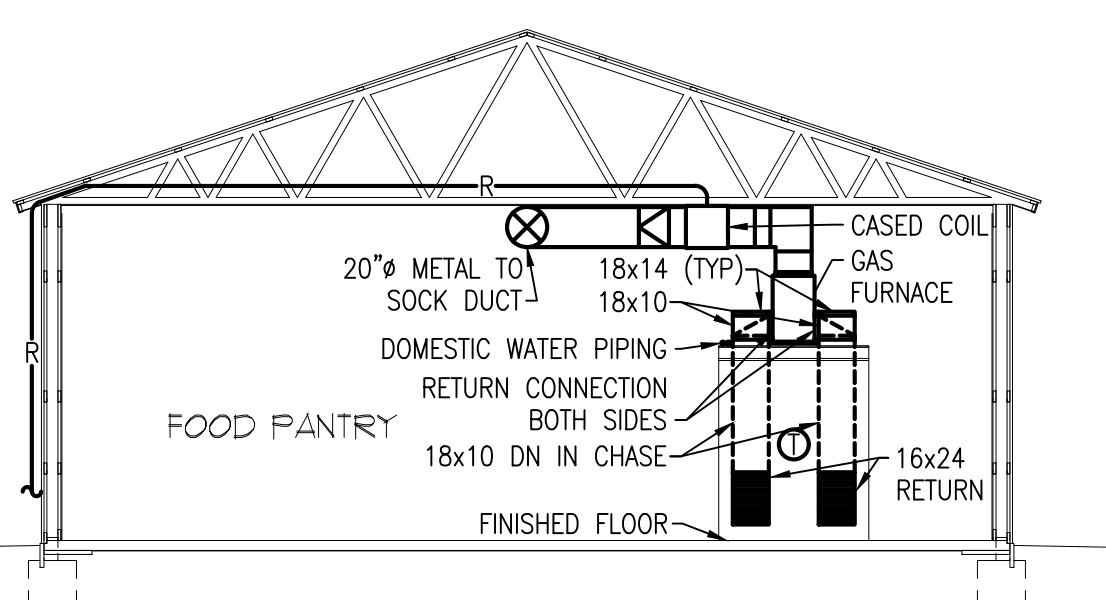 R
CASED COIL
20"ø METAL TO
SOCK DUCT
18x14 (TYP)
GAS
FURNACE
18x10
R
DOMESTIC WATER PIPING
RETURN CONNECTION
BOTH SIDES
FOOD PANTRY
T
18x10 DN IN CHASE
16x24
RETURN
FINISHED FLOOR